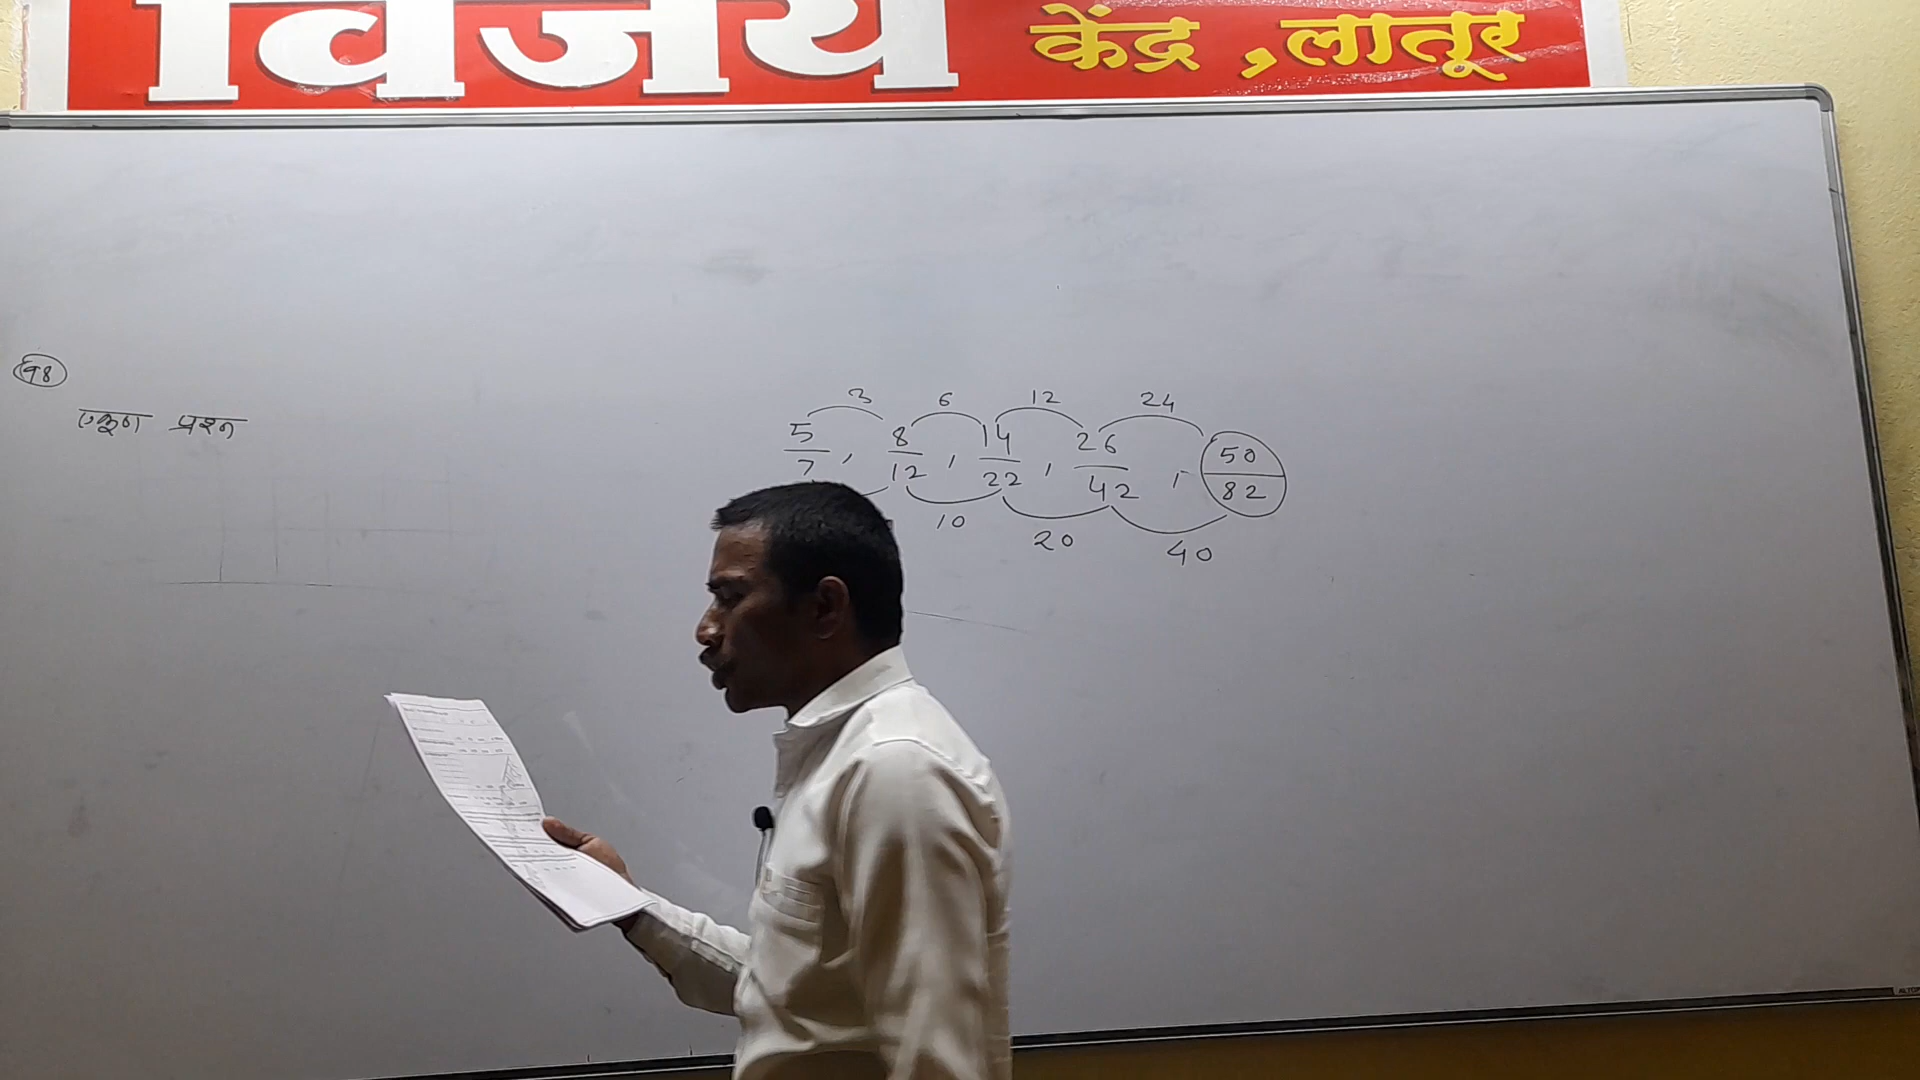 विजय केंद्र , लातूर
98
एकूण प्रश्न
3 6 12 24
5/7 , 8/12 , 14/22 , 26/42 , 50/82
10 20 40